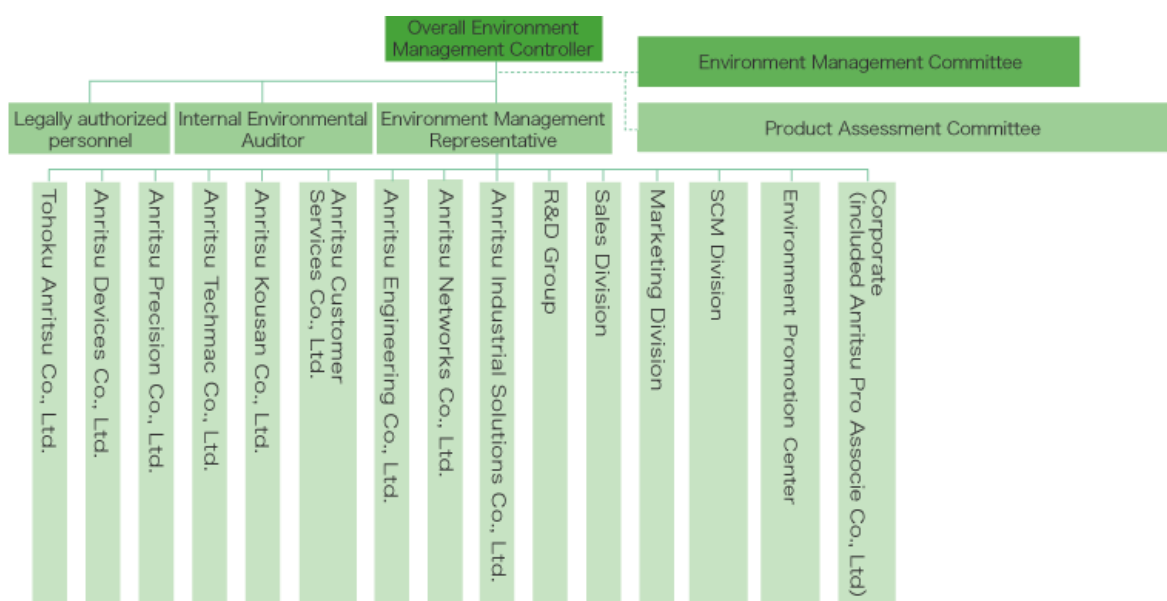 Overall Environment
Management Controller
Environment Management Committee
Legally authorized
personnel
Internal Environmental
Auditor
Environment Management
Representative
Product Assessment Committee
Tohoku Anritsu Co., Ltd.
Anritsu Devices Co., Ltd.
Anritsu Precision Co., Ltd.
Anritsu Techmac Co., Ltd.
Anritsu Kousan Co., Ltd.
Anritsu Customer
Services Co., Ltd.
Anritsu Engineering Co., Ltd.
Anritsu Networks Co., Ltd.
Anritsu Industrial Solutions Co., Ltd.
R&D Group
Sales Division
Marketing Division
SCM Division
Environment Promotion Center
Corporate
(included Anritsu Pro Associe Co., Ltd)